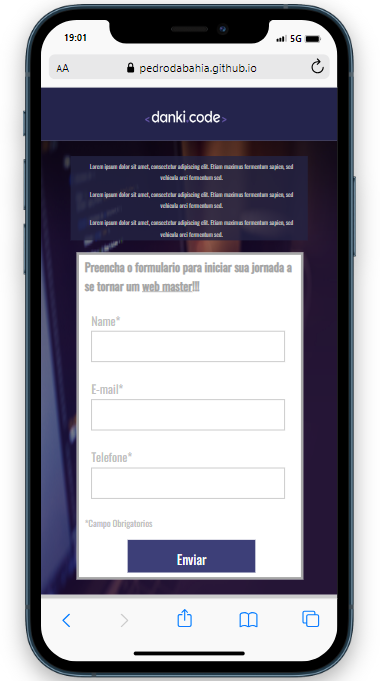 19:01
5G
AA
pedrodabahia.github.io
<danki.code>
Lorem ipsum dolor sit amet, consectetur adipiscing elit. Etiam maximus fermentum sapien, sed
vehicula orci fermentum sed.
Lorem ipsum dolor sit amet, consectetur adipiscing elit. Etiam maximus fermentum sapien, sed
vehicula orci fermentum sed.
Lorem ipsum dolor sit amet, consectetur adipiscing elit. Etiam maximus fermentum sapien, sed
vehicula orci fermentum sed.
Preencha o formulario para iniciar sua jornada a
se tornar um web master!!!
Name*
E-mail*
Telefone*
*Campo Obrigatorios
Enviar